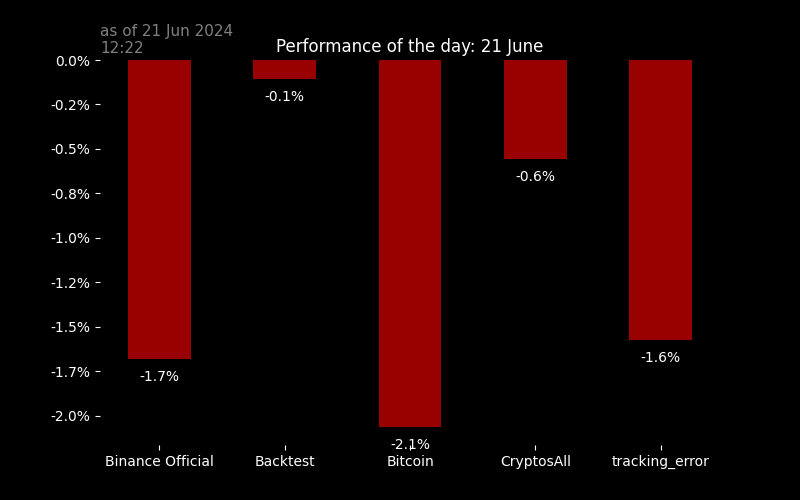 as of 21 Jun 2024
12:22
Performance of the day: 21 June
0.0%
-0.2%
-0.5%
-0.8%
-1.0%
-1.2%
-1.5%
-1.7%
-2.0%
-1.7%
-0.1%
-2.1%
-0.6%
-1.6%
Binance Official
Backtest
Bitcoin
CryptosAll
tracking_error